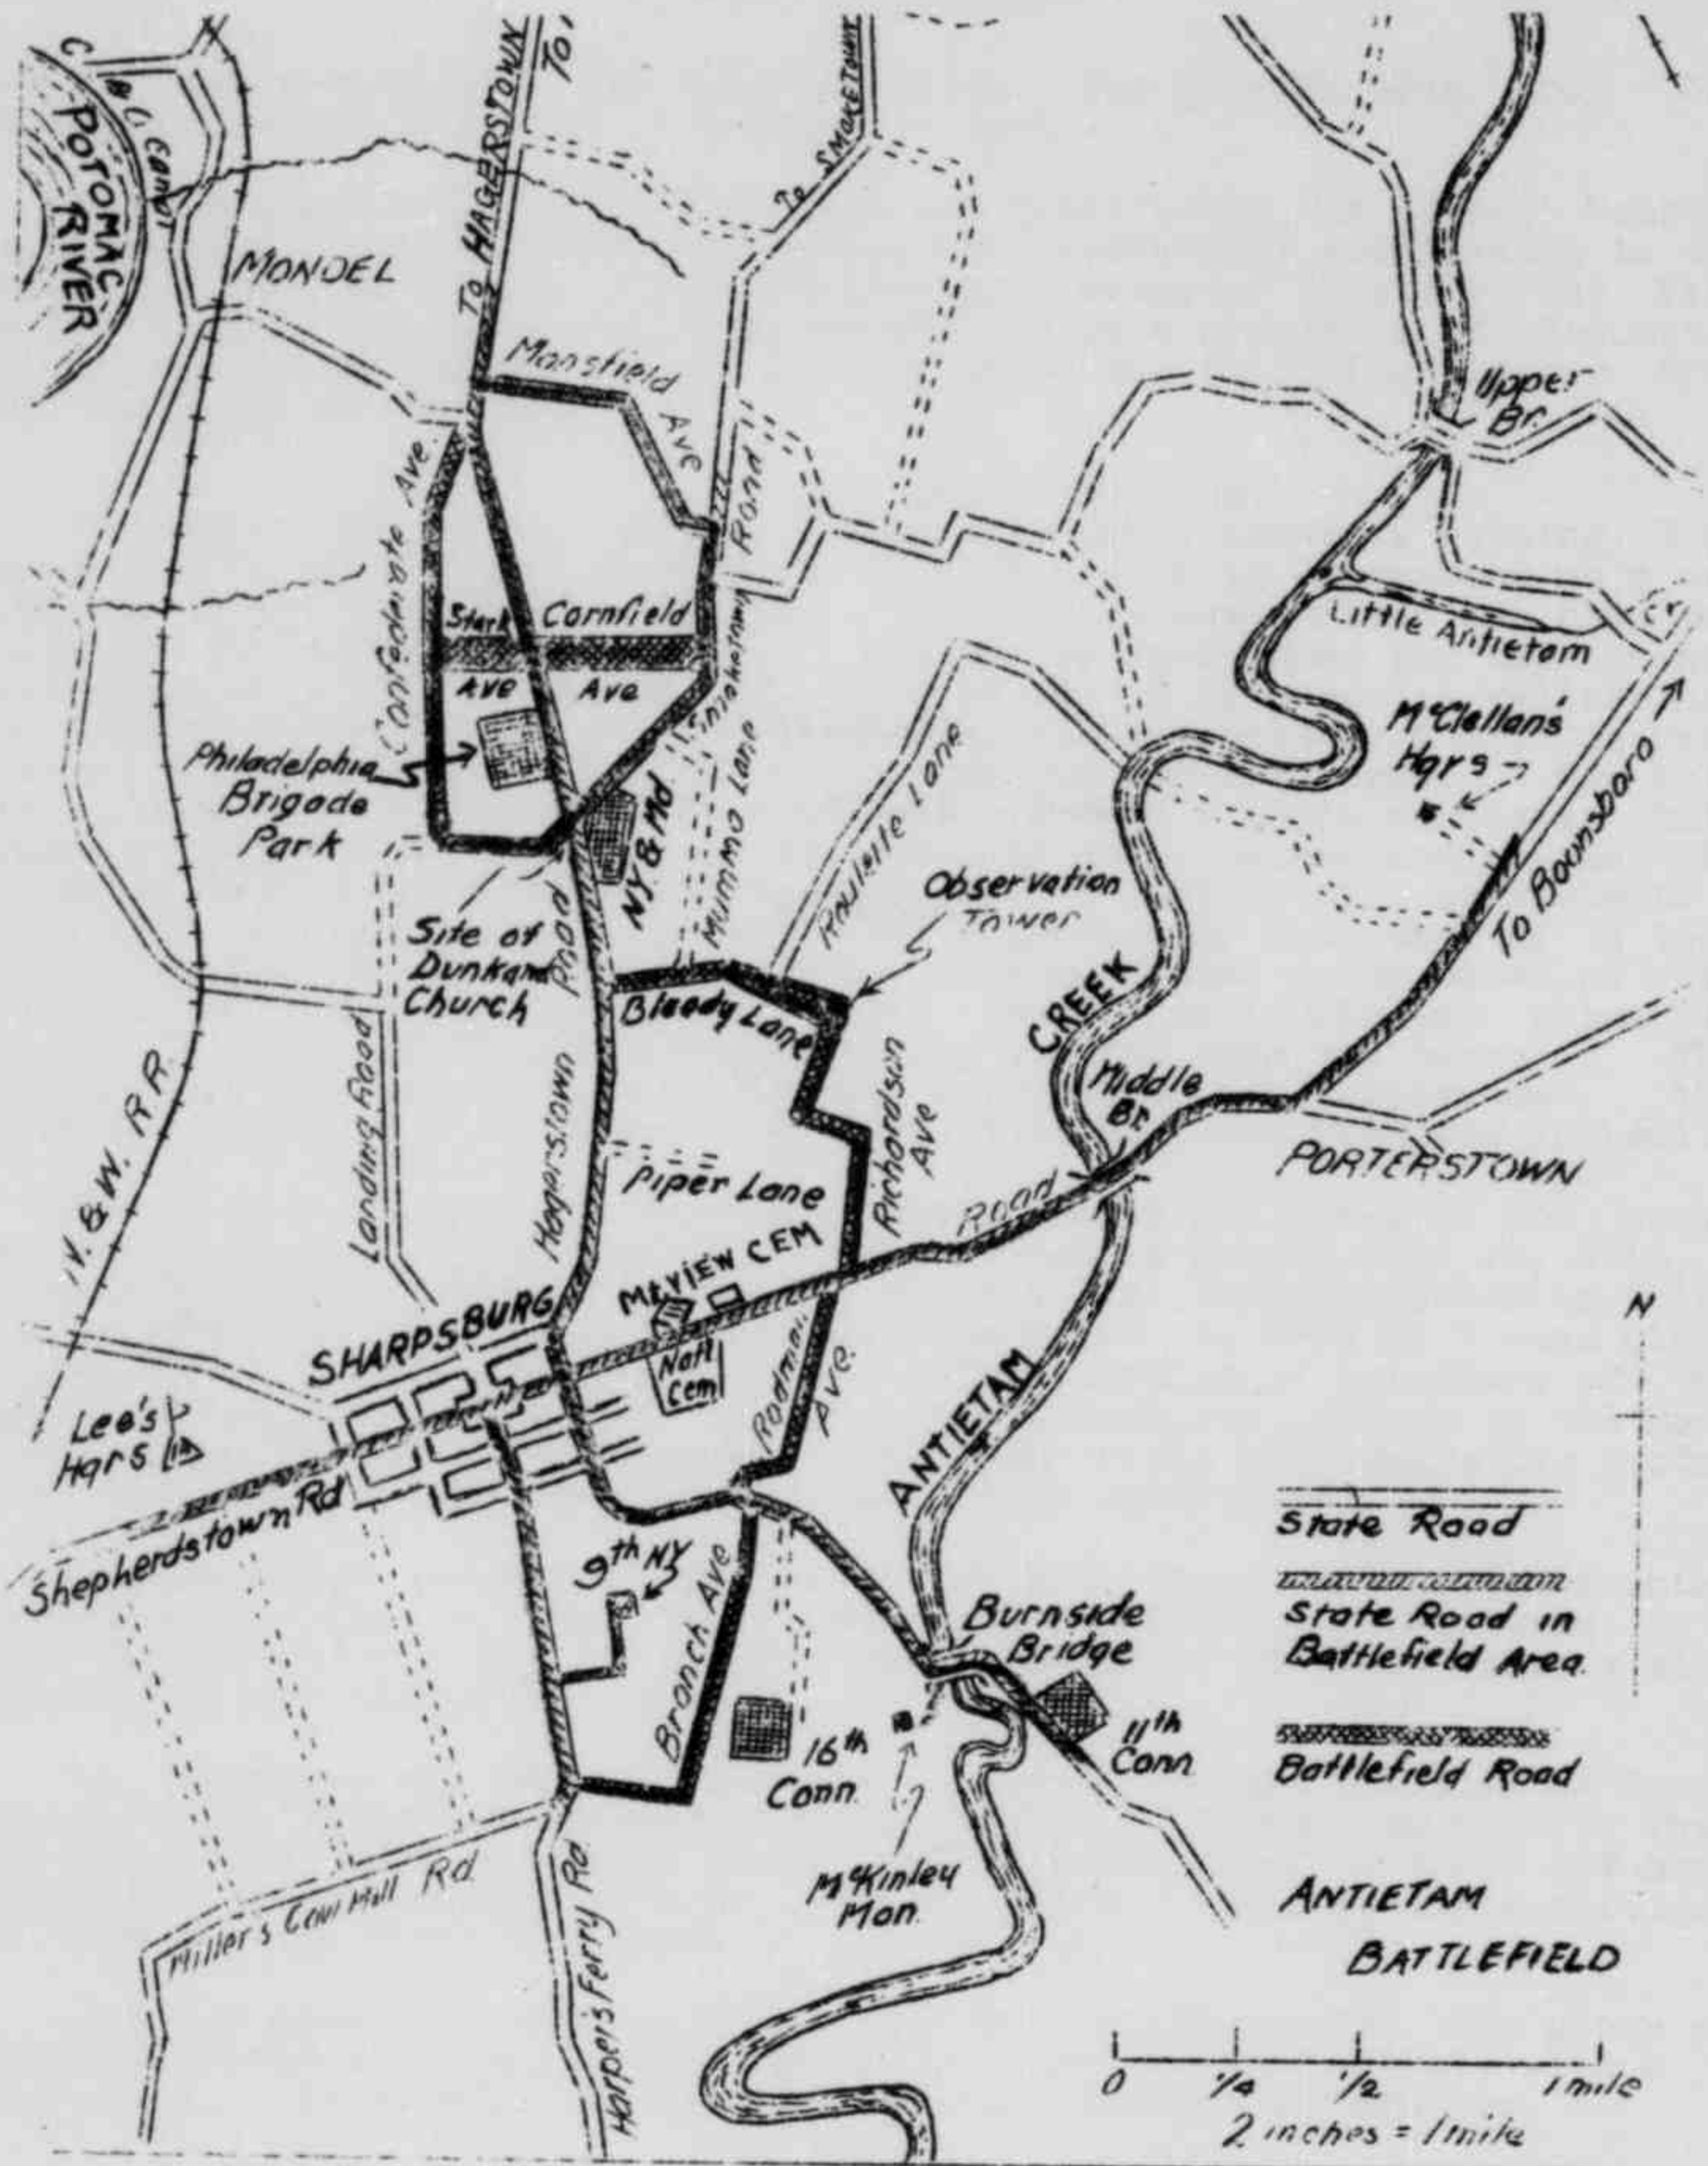 C. & O. Canal
POTOMAC
RIVER
To HAGERSTOWN
To
To SMOKETOWN
MONDEL
Mansfield
Ave
Upper
Br.
Confederate Ave.
Road
Stark
Ave
Cornfield
Ave
Smoketown
Mumma Lane
Little Antietam
Cr.
McClellan's
Hqrs
To Boonsboro
Philadelphia
Brigade
Park
NY & Md
Roulette Lane
Observation
Tower
Site of
Dunkard
Church
Road
Bloody Lane
CREEK
Middle
Br.
Richardson
Ave
PORTERSTOWN
N. & W. R.R.
Landing Road
Hagerstown
Piper Lane
Road
Mt. VIEW CEM
SHARPSBURG
Natl
Cem
Rodman
Ave.
ANTIETAM
Lee's
Hqrs
Shepherdstown Rd
9th NY
Branch Ave
Burnside
Bridge
16th
Conn.
11th
Conn
McKinley
Mon.
Miller's Mill Rd
Harpers Ferry Rd
N
State Road
State Road in
Battlefield Area.
Battlefield Road
ANTIETAM
BATTLEFIELD
0 1/4 1/2 1 mile
2 inches = 1 mile